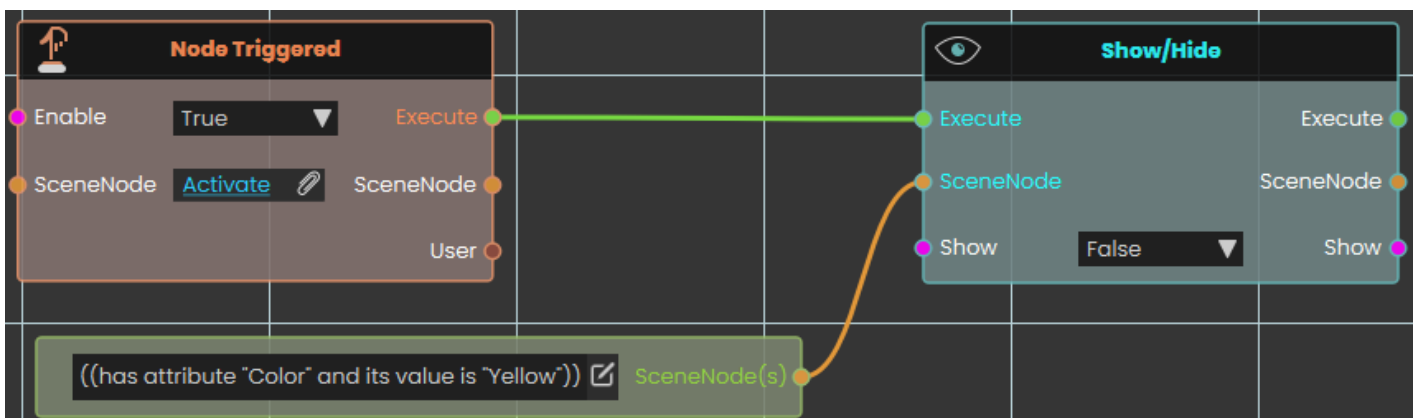 Node Triggered
Enable True Execute
SceneNode Activate SceneNode
User
Show/Hide
Execute Execute
SceneNode SceneNode
Show False Show
((has attribute "Color" and its value is "Yellow")) SceneNode(s)